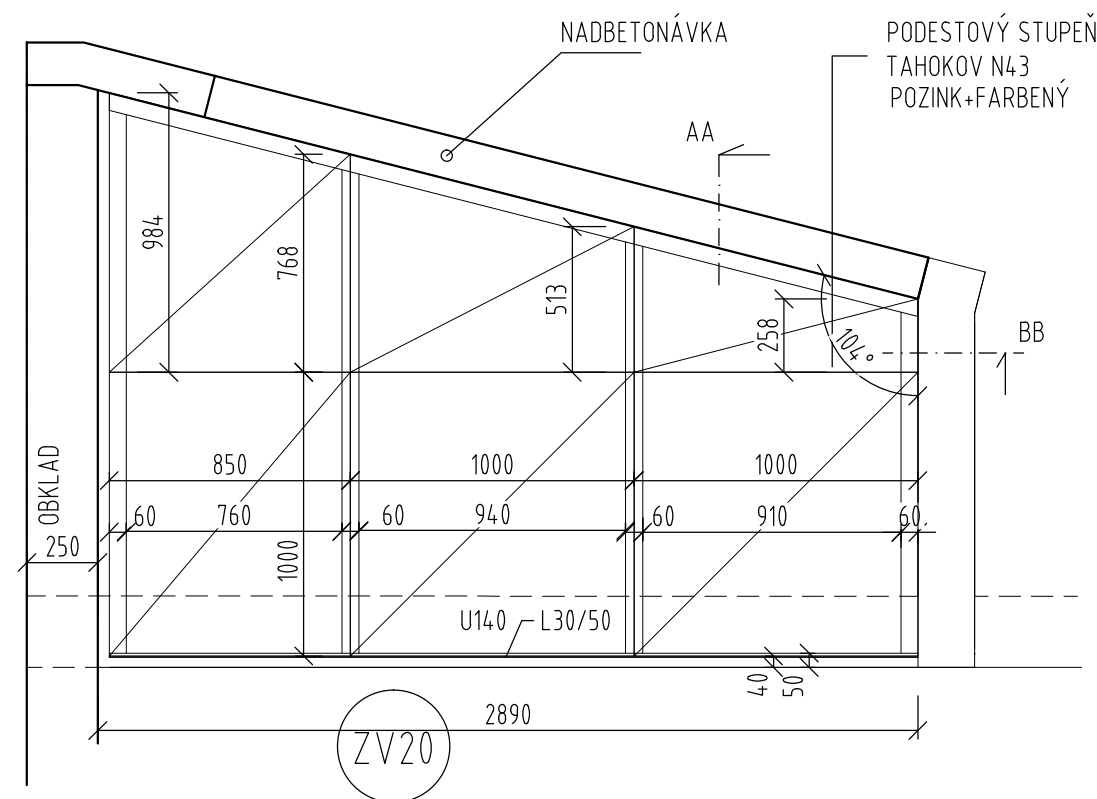 NADBETONÁVKA
PODESTOVÝ STUPEŇ
TAHOKOV N43
POZINK+FARBENÝ
AA
984
768
513
258
104°
BB
OBKLAD
850
1000
1000
60
760
60
940
60
910
60
250
1000
U140
L30/50
40
50
2890
ZV20